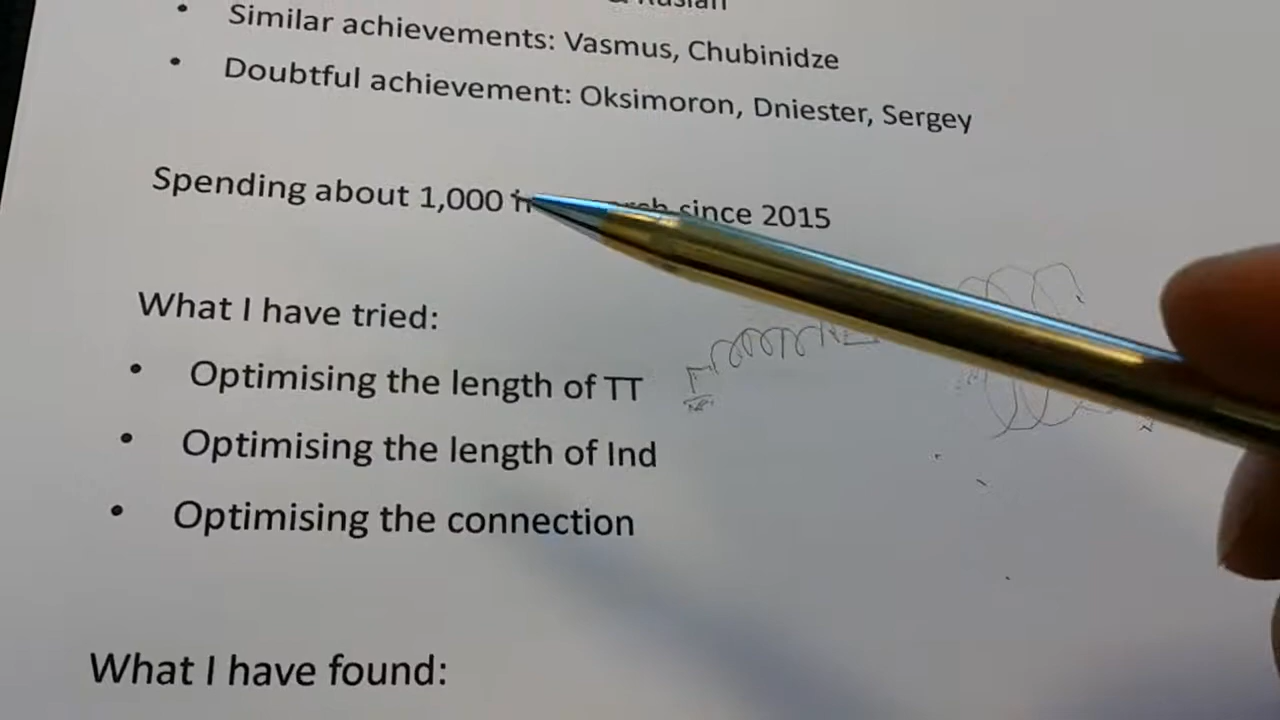 • Similar achievements: Vasmus, Chubinidze
• Doubtful achievement: Oksimoron, Dniester, Sergey
Spending about 1,000 since 2015
What I have tried:
• Optimising the length of TT
• Optimising the length of Ind
• Optimising the connection
What I have found: